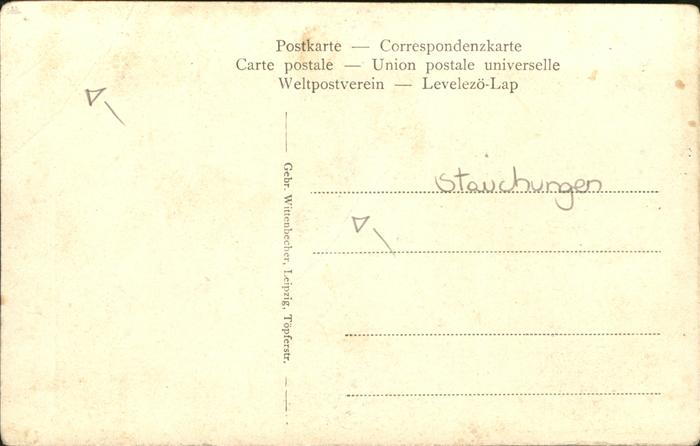 Postkarte — Correspondenzkarte
Carte postale — Union postale universelle
Weltpostverein — Levelezö-Lap
Gebr. Wittenbecher, Leipzig, Töpferstr.
Stauchungen